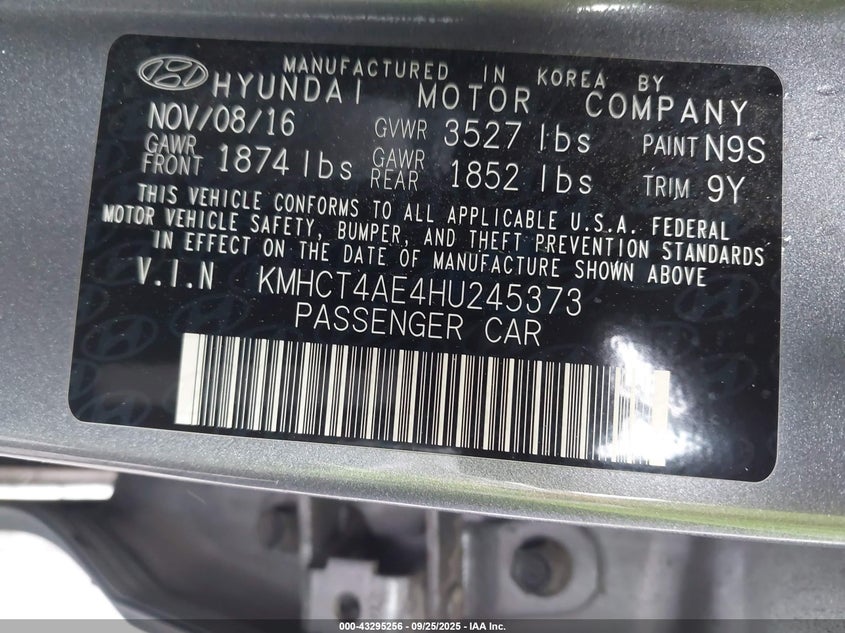 MANUFACTURED IN KOREA BY
HYUNDAI MOTOR COMPANY
NOV/08/16 GVWR 3527 lbs PAINT N9S
GAWR FRONT 1874 lbs GAWR REAR 1852 lbs TRIM 9Y
THIS VEHICLE CONFORMS TO ALL APPLICABLE U.S.A. FEDERAL
MOTOR VEHICLE SAFETY, BUMPER, AND THEFT PREVENTION STANDARDS
IN EFFECT ON THE DATE OF MANUFACTURE SHOWN ABOVE
V.I.N KMHCT4AE4HU245373
PASSENGER CAR
000-43295256 - 09/25/2025 - IAA Inc.